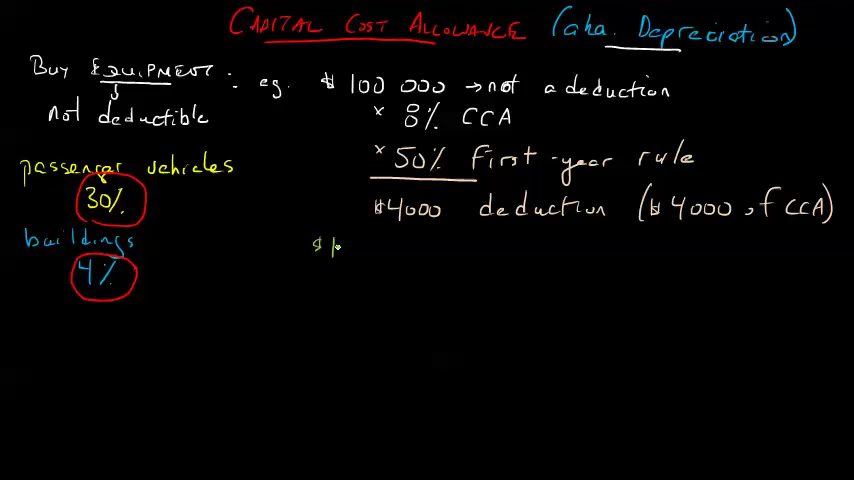 CAPITAL COST ALLOWANCE (aka. Depreciation)
BUY EQUIPMENT : eg. $100 000 → not a deduction
not deductible
× 8% CCA
passenger vehicles
× 50% first-year rule
30%
$4000 deduction ($4000 of CCA)
buildings
$1
4%